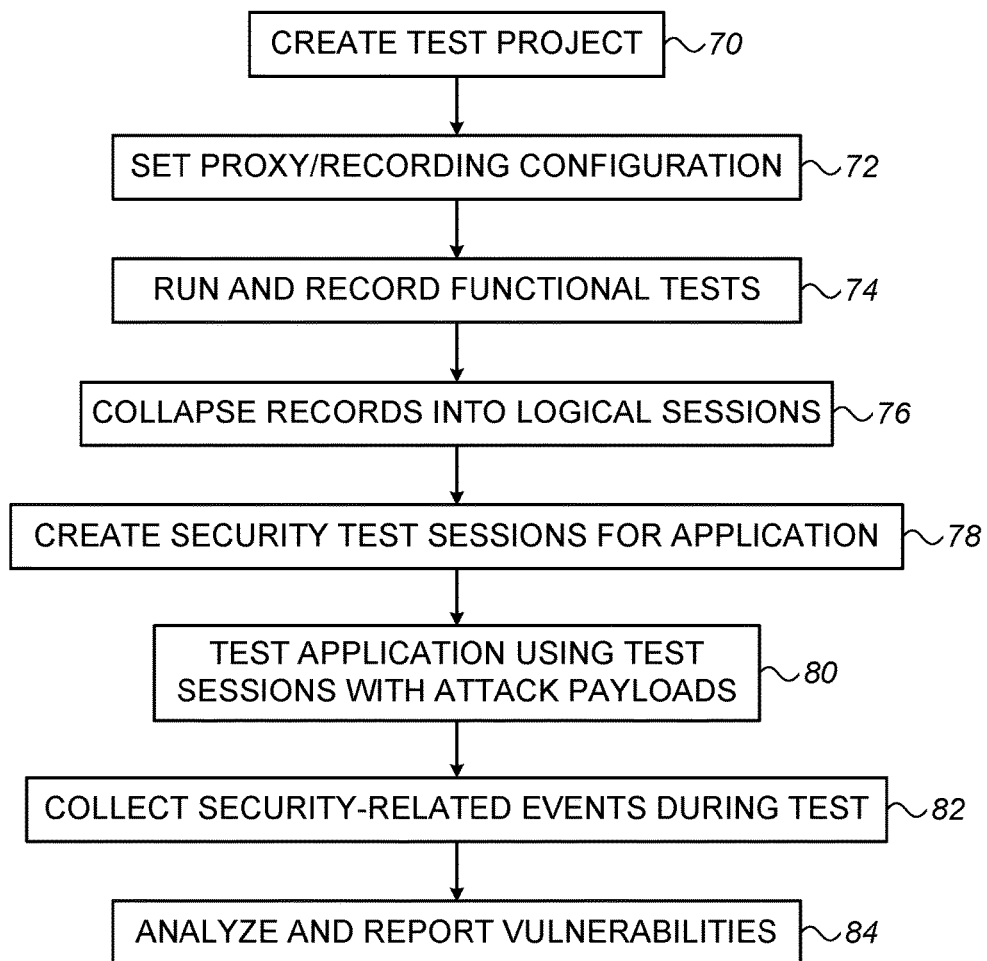 CREATE TEST PROJECT 70
SET PROXY/RECORDING CONFIGURATION 72
RUN AND RECORD FUNCTIONAL TESTS 74
COLLAPSE RECORDS INTO LOGICAL SESSIONS 76
CREATE SECURITY TEST SESSIONS FOR APPLICATION 78
TEST APPLICATION USING TEST
SESSIONS WITH ATTACK PAYLOADS 80
COLLECT SECURITY-RELATED EVENTS DURING TEST 82
ANALYZE AND REPORT VULNERABILITIES 84